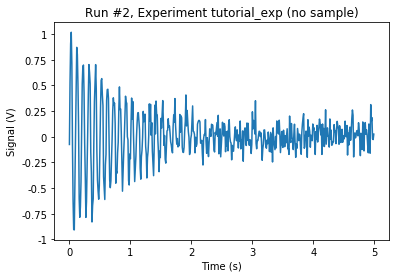 Run #2, Experiment tutorial_exp (no sample)
Signal (V)
1
0.75
0.50
0.25
0
-0.25
-0.5
-0.75
-1
0 1 2 3 4 5
Time (s)